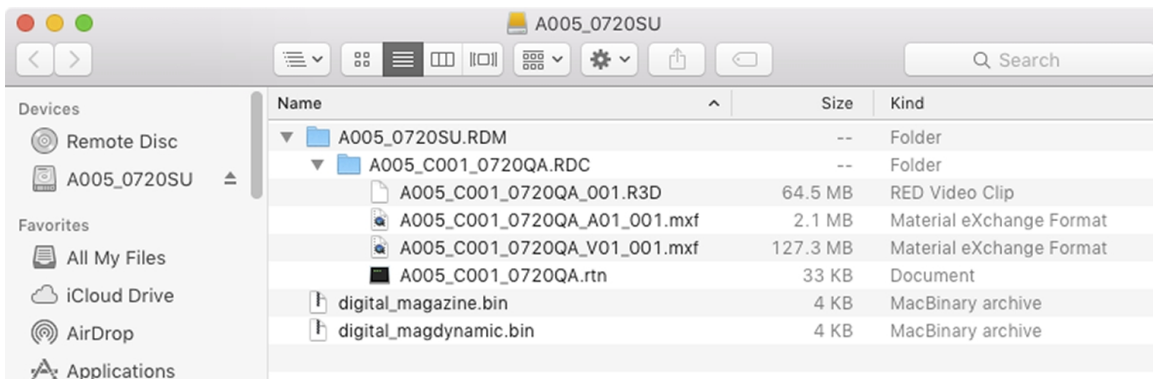 A005_0720SU
Search
Devices
Remote Disc
A005_0720SU
Favorites
All My Files
iCloud Drive
AirDrop
Applications
Name Size Kind
A005_0720SU.RDM -- Folder
A005_C001_0720QA.RDC -- Folder
A005_C001_0720QA_001.R3D 64.5 MB RED Video Clip
A005_C001_0720QA_A01_001.mxf 2.1 MB Material eXchange Format
A005_C001_0720QA_V01_001.mxf 127.3 MB Material eXchange Format
A005_C001_0720QA.rtn 33 KB Document
digital_magazine.bin 4 KB MacBinary archive
digital_magdynamic.bin 4 KB MacBinary archive